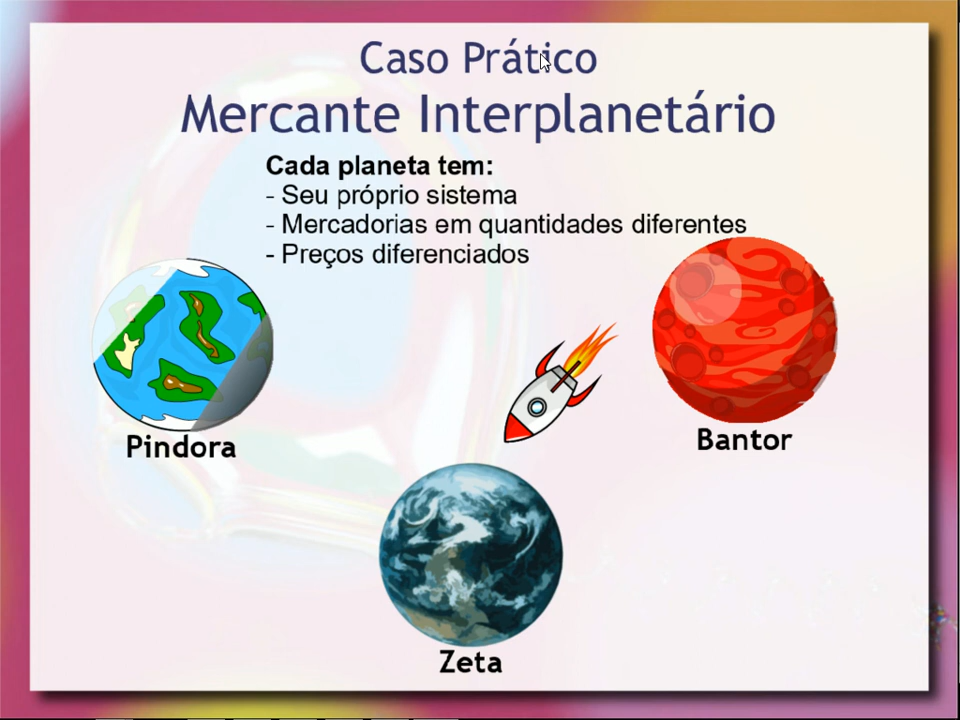 Caso Prático
Mercante Interplanetário
Cada planeta tem:
- Seu próprio sistema
- Mercadorias em quantidades diferentes
- Preços diferenciados
Pindora
Bantor
Zeta